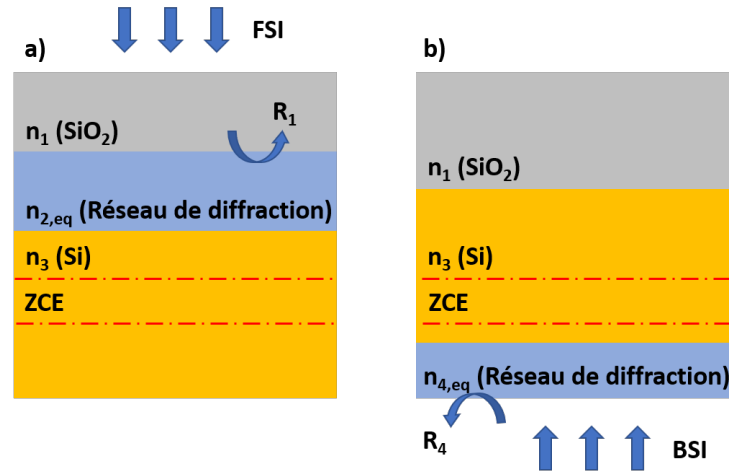 FSI
a)
n1 (SiO2)
R1
n2,eq (Réseau de diffraction)
n3 (Si)
ZCE
b)
n1 (SiO2)
n3 (Si)
ZCE
n4,eq (Réseau de diffraction)
R4
BSI